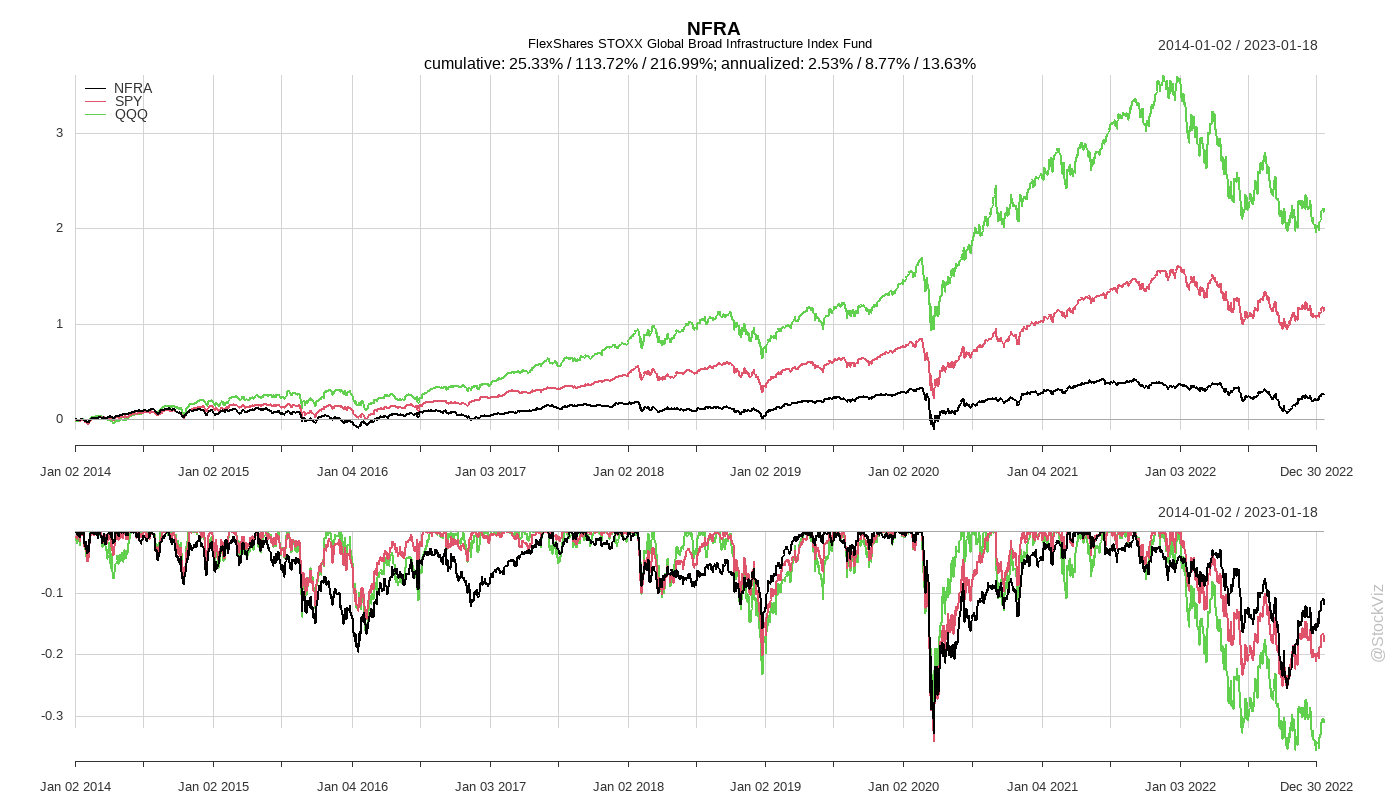 NFRA
FlexShares STOXX Global Broad Infrastructure Index Fund
2014-01-02 / 2023-01-18
cumulative: 25.33% / 113.72% / 216.99%; annualized: 2.53% / 8.77% / 13.63%
NFRA
SPY
QQQ
3
2
1
0
Jan 02 2014 Jan 02 2015 Jan 04 2016 Jan 03 2017 Jan 02 2018 Jan 02 2019 Jan 02 2020 Jan 04 2021 Jan 03 2022 Dec 30 2022
2014-01-02 / 2023-01-18
-0.1
-0.2
-0.3
Jan 02 2014 Jan 02 2015 Jan 04 2016 Jan 03 2017 Jan 02 2018 Jan 02 2019 Jan 02 2020 Jan 04 2021 Jan 03 2022 Dec 30 2022
@StockViz